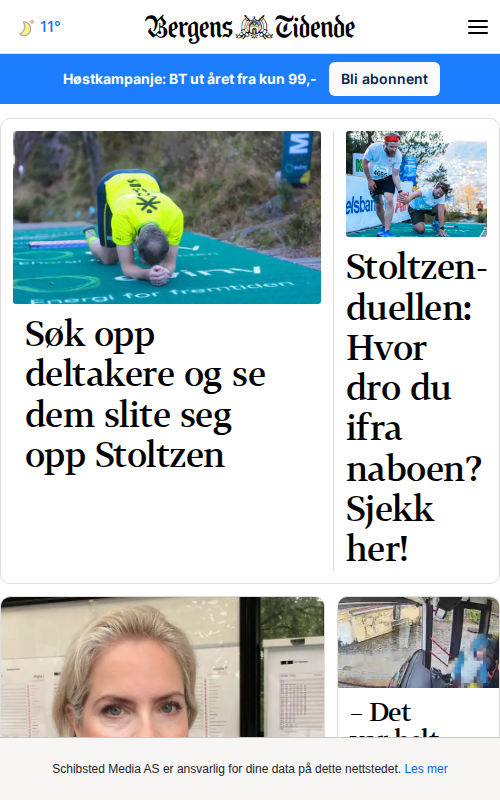 11°
Bergens Tidende
Høstkampanje: BT ut året fra kun 99,-
Bli abonnent
Energi for fremtiden
Søk opp
deltakere og se
dem slite seg
opp Stoltzen
Stoltzen-
duellen:
Hvor
dro du
ifra
naboen?
Sjekk
her!
– Det
Schibsted Media AS er ansvarlig for dine data på dette nettstedet. Les mer